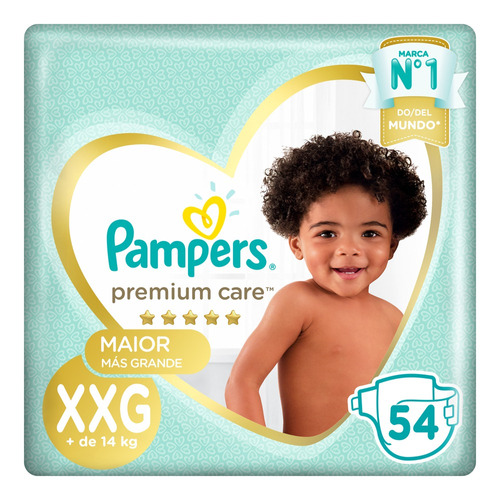 MARCA
Nº1
DO/DEL
MUNDO*
Pampers®
premium care™
MAIOR
MÁS GRANDE
XXG
+ de 14 kg
54